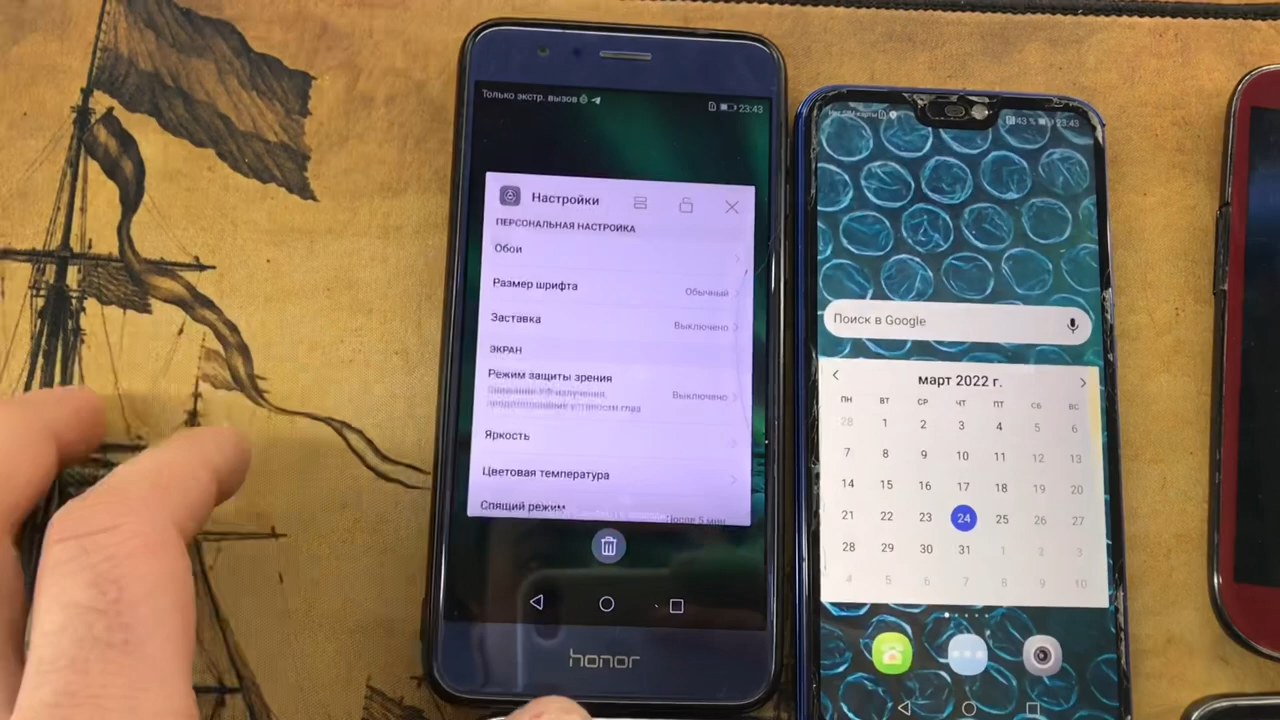 Только экстр. вызов
23:43
Настройки
ПЕРСОНАЛЬНАЯ НАСТРОЙКА
Обои
Размер шрифта
Обычный
Заставка
Выключено
ЭКРАН
Режим защиты зрения
Выключено
Яркость
Цветовая температура
Спящий режим
После 5 мин
honor
Нет SIM-карты
43 % 23:43
Поиск в Google
март 2022 г.
ПН ВТ СР ЧТ ПТ СБ ВС
28 1 2 3 4 5 6
7 8 9 10 11 12 13
14 15 16 17 18 19 20
21 22 23 24 25 26 27
28 29 30 31 1 2 3
4 5 6 7 8 9 10